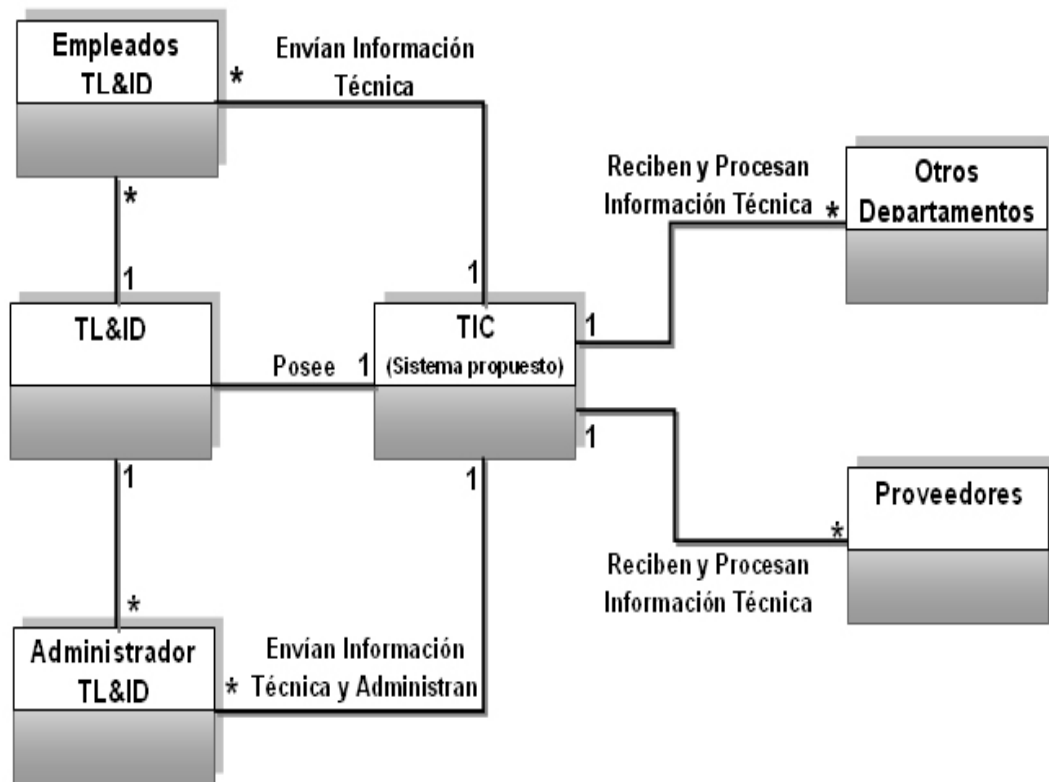 Empleados
TL&ID
*
Envían Información
Técnica
*
1
TL&ID
Posee
1
1
TIC
(Sistema propuesto)
1
1
Reciben y Procesan
Información Técnica
*
Otros
Departamentos
Proveedores
*
Reciben y Procesan
Información Técnica
1
1
*
Administrador
TL&ID
*
Envían Información
Técnica y Administran